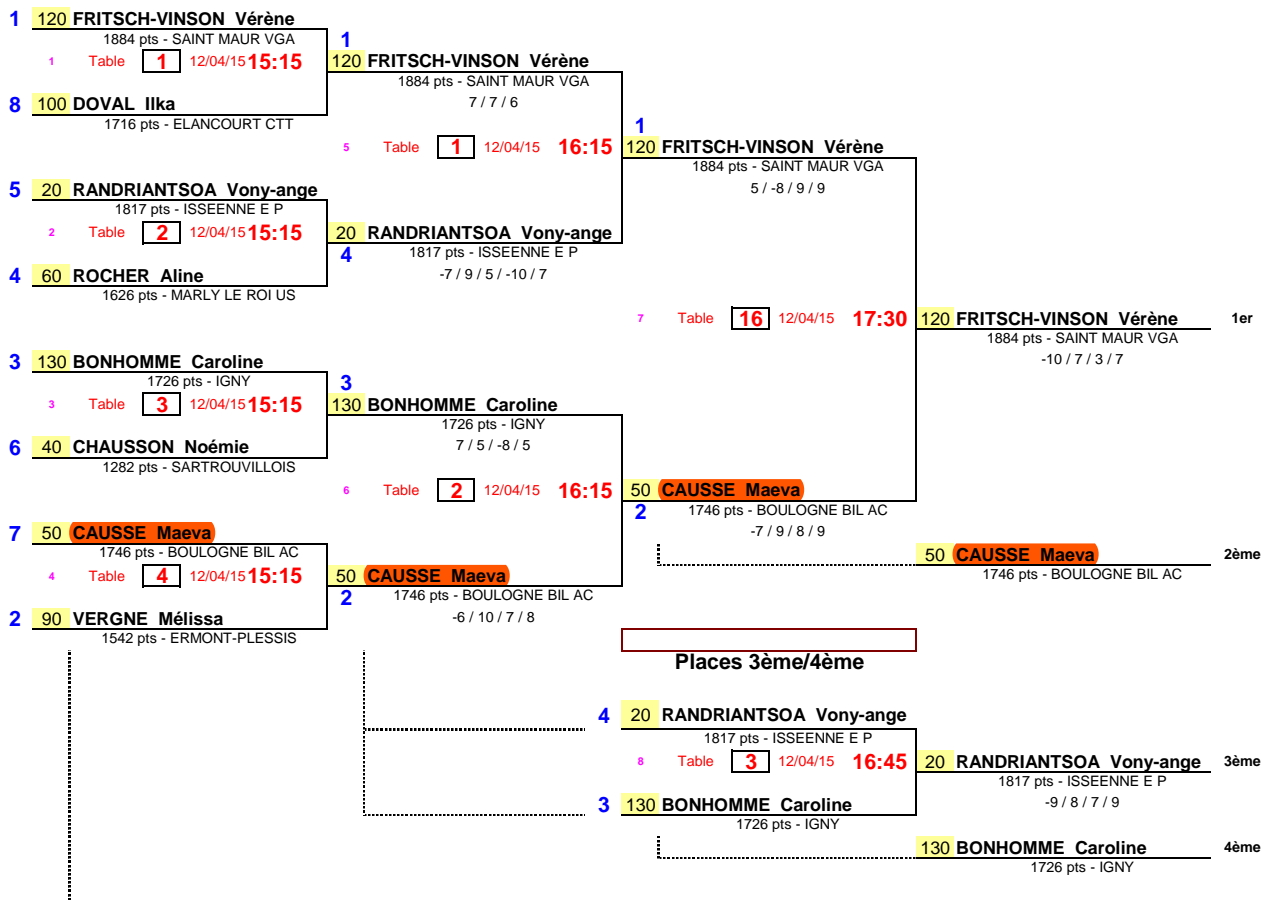 1 120 FRITSCH-VINSON Vérène
1884 pts - SAINT MAUR VGA
1 Table 1 12/04/15 15:15
8 100 DOVAL Ilka
1716 pts - ELANCOURT CTT
5 20 RANDRIANTSOA Vony-ange
1817 pts - ISSEENNE E P
2 Table 2 12/04/15 15:15
4 60 ROCHER Aline
1626 pts - MARLY LE ROI US
3 130 BONHOMME Caroline
1726 pts - IGNY
3 Table 3 12/04/15 15:15
6 40 CHAUSSON Noémie
1282 pts - SARTROUVILLOIS
7 50 CAUSSE Maeva
1746 pts - BOULOGNE BIL AC
4 Table 4 12/04/15 15:15
2 90 VERGNE Mélissa
1542 pts - ERMONT-PLESSIS
1
120 FRITSCH-VINSON Vérène
1884 pts - SAINT MAUR VGA
7 / 7 / 6
5 Table 1 12/04/15 16:15
20 RANDRIANTSOA Vony-ange
4 1817 pts - ISSEENNE E P
-7 / 9 / 5 / -10 / 7
3
130 BONHOMME Caroline
1726 pts - IGNY
7 / 5 / -8 / 5
6 Table 2 12/04/15 16:15
50 CAUSSE Maeva
2 1746 pts - BOULOGNE BIL AC
-6 / 10 / 7 / 8
1
120 FRITSCH-VINSON Vérène
1884 pts - SAINT MAUR VGA
5 / -8 / 9 / 9
7 Table 16 12/04/15 17:30
50 CAUSSE Maeva
2 1746 pts - BOULOGNE BIL AC
-7 / 9 / 8 / 9
120 FRITSCH-VINSON Vérène 1er
1884 pts - SAINT MAUR VGA
-10 / 7 / 3 / 7
50 CAUSSE Maeva 2ème
1746 pts - BOULOGNE BIL AC
Places 3ème/4ème
4 20 RANDRIANTSOA Vony-ange
1817 pts - ISSEENNE E P
8 Table 3 12/04/15 16:45
3 130 BONHOMME Caroline
1726 pts - IGNY
20 RANDRIANTSOA Vony-ange 3ème
1817 pts - ISSEENNE E P
-9 / 8 / 7 / 9
130 BONHOMME Caroline 4ème
1726 pts - IGNY